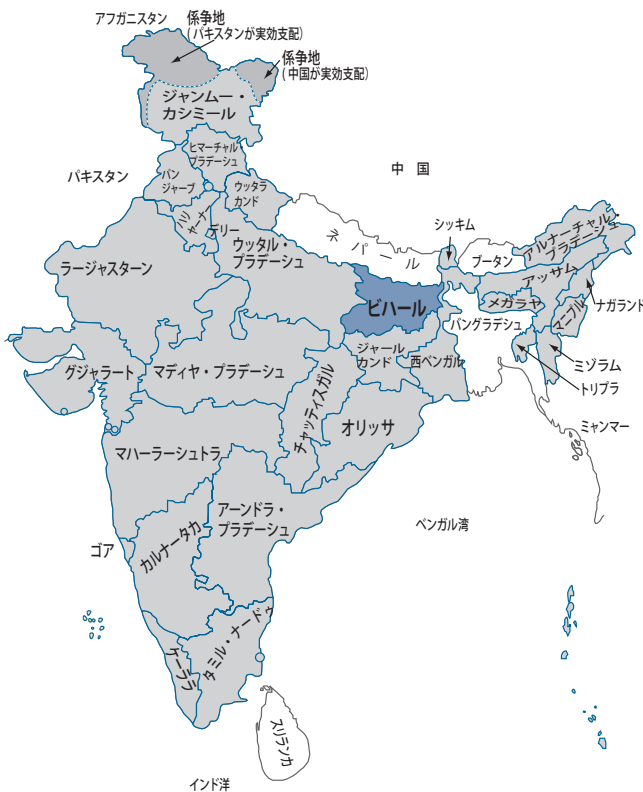 アフガニスタン
係争地
(パキスタンが実効支配)
係争地
(中国が実効支配)
ジャンムー・
カシミール
ヒマーチャル・
プラデーシュ
パキスタン
パン
ジャーブ
中 国
ウッタラ
カンド
ハリ
ヤーナー
デリー
ウッタル・
プラデーシュ
ネパール
シッキム
ブータン
アルナーチャル・
プラデーシュ
ラージャスターン
アッサム
ビハール
メガラヤ
ナガランド
マニプル
バングラデシュ
グジャラート
マディヤ・プラデーシュ
ジャール
カンド
西ベンガル
ミゾラム
トリプラ
チャッティスガル
オリッサ
ミャンマー
マハーラーシュトラ
アーンドラ・
プラデーシュ
ベンガル湾
ゴア
カルナータカ
タミル・ナードゥ
ケーララ
スリランカ
インド洋